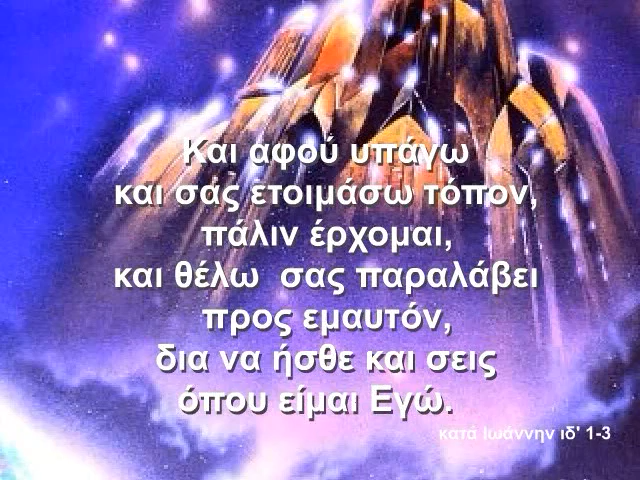 Και αφού υπάγω
και σας ετοιμάσω τόπον,
πάλιν έρχομαι,
και θέλω σας παραλάβει
προς εμαυτόν,
δια να ήσθε και σεις
όπου είμαι Εγώ.
κατά Ιωάννην ιδ' 1-3